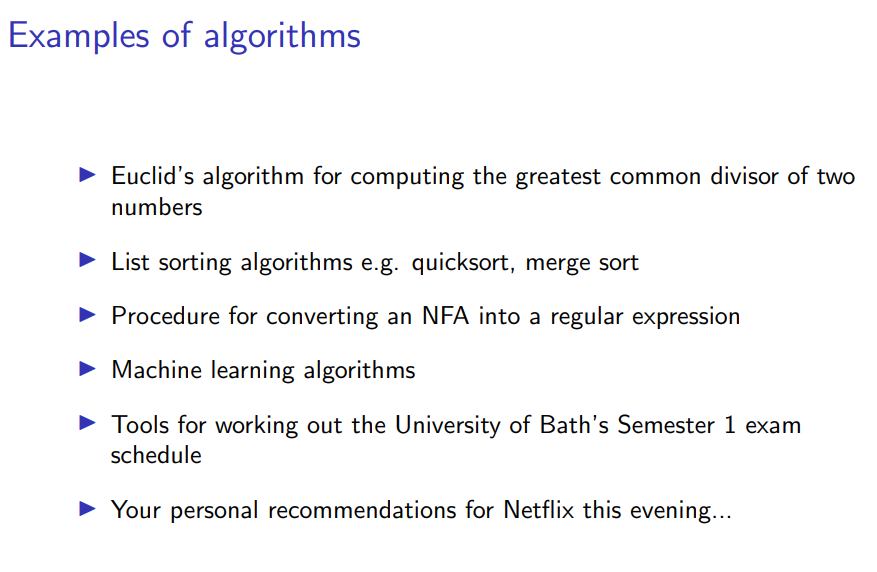 Examples of algorithms
▶ Euclid's algorithm for computing the greatest common divisor of two
numbers
▶ List sorting algorithms e.g. quicksort, merge sort
▶ Procedure for converting an NFA into a regular expression
▶ Machine learning algorithms
▶ Tools for working out the University of Bath's Semester 1 exam
schedule
▶ Your personal recommendations for Netflix this evening...